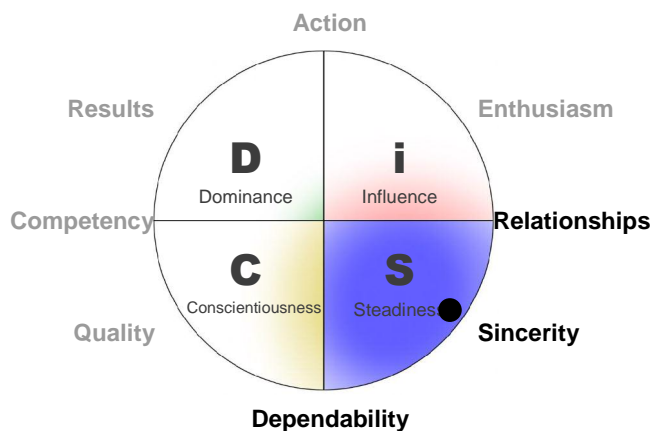 Action
Results
Enthusiasm
D
i
Dominance
Influence
Competency
Relationships
C
S
Conscientiousness
Steadiness
Quality
Sincerity
Dependability